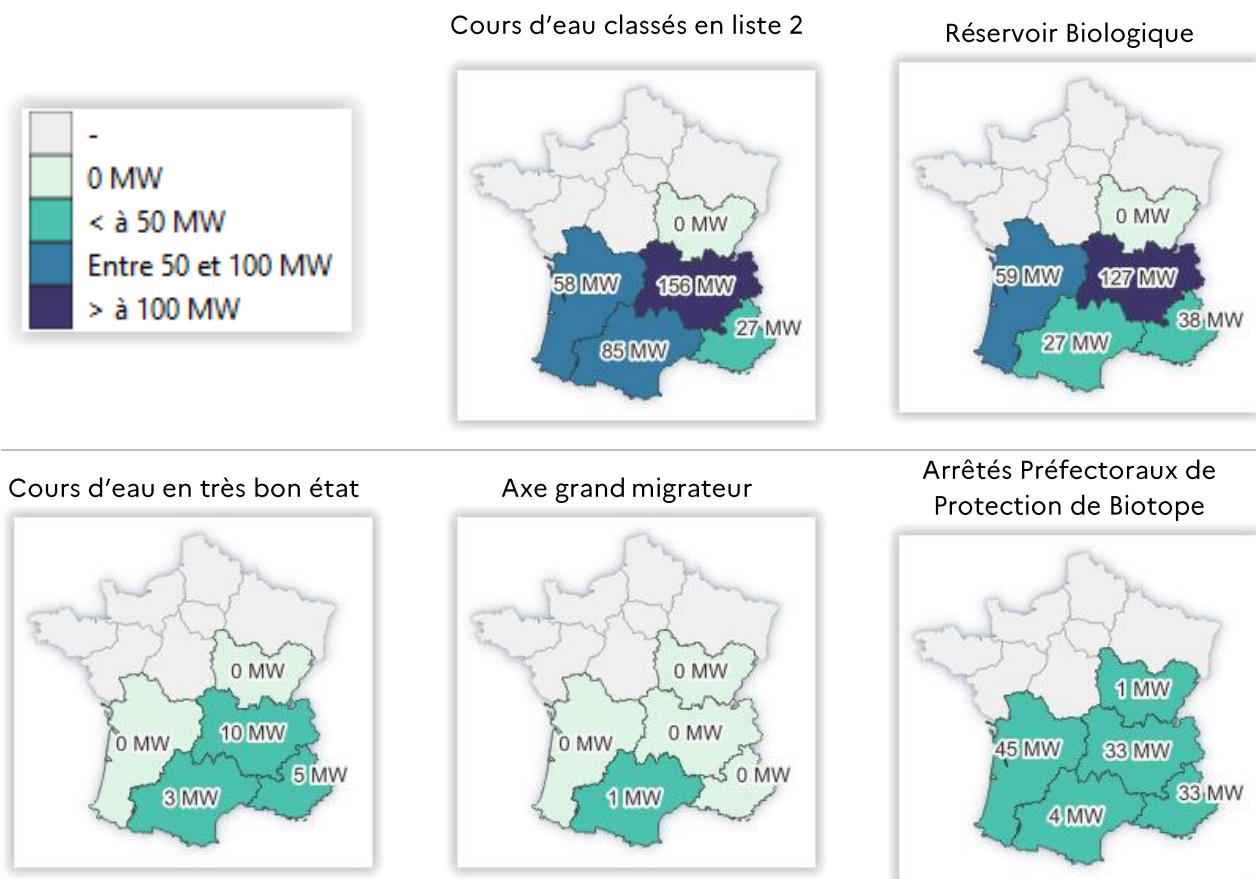 Cours d'eau classés en liste 2
Réservoir Biologique
-
0 MW
< à 50 MW
Entre 50 et 100 MW
> à 100 MW
0 MW
58 MW
156 MW
27 MW
85 MW
0 MW
59 MW
127 MW
38 MW
27 MW
Cours d'eau en très bon état
Axe grand migrateur
Arrêtés Préfectoraux de
Protection de Biotope
0 MW
0 MW
10 MW
5 MW
3 MW
0 MW
0 MW
0 MW
0 MW
1 MW
1 MW
45 MW
33 MW
33 MW
4 MW